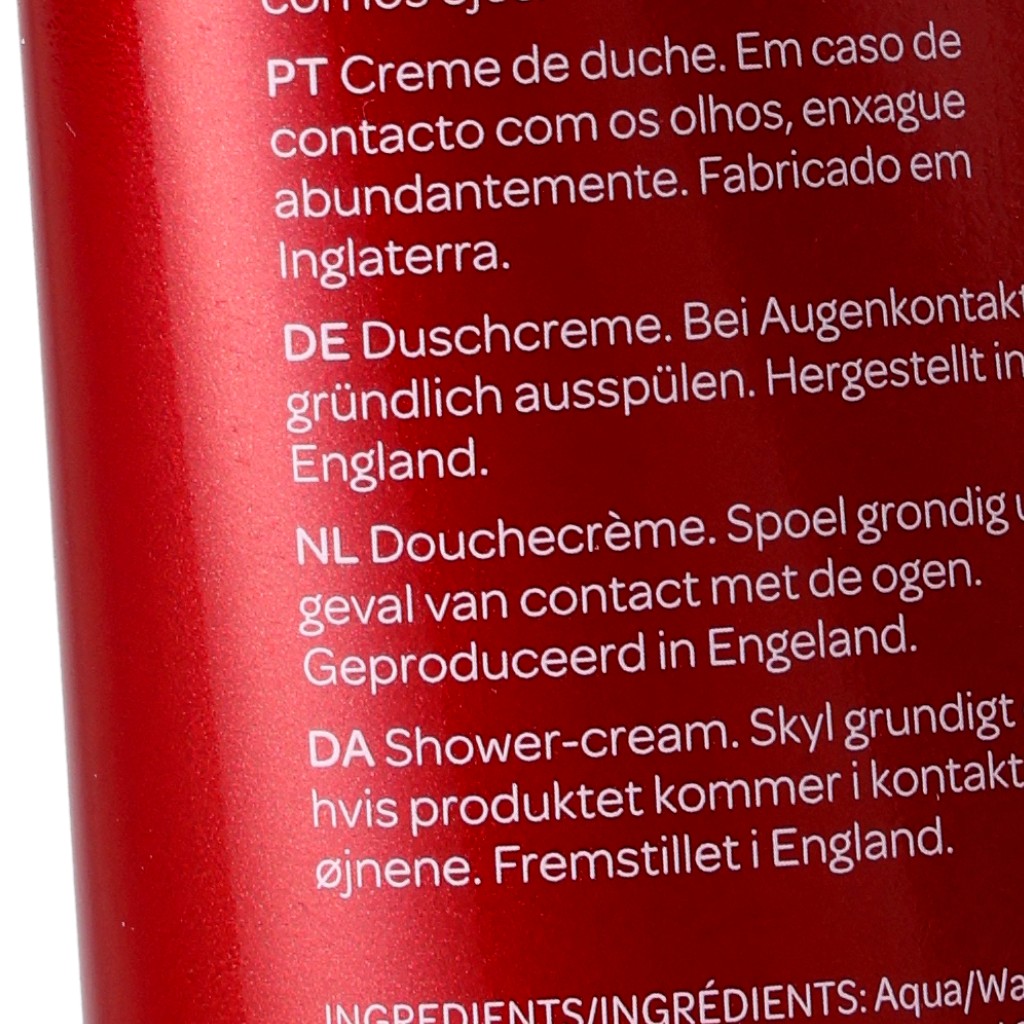 PT Creme de duche. Em caso de
contacto com os olhos, enxague
abundantemente. Fabricado em
Inglaterra.
DE Duschcreme. Bei Augenkontakt
gründlich ausspülen. Hergestellt in
England.
NL Douchecrème. Spoel grondig
geval van contact met de ogen.
Geproduceerd in Engeland.
DA Shower-cream. Skyl grundigt
hvis produktet kommer i kontakt
øjnene. Fremstillet i England.
INGREDIENTS/INGRÉDIENTS: Aqua/Wa